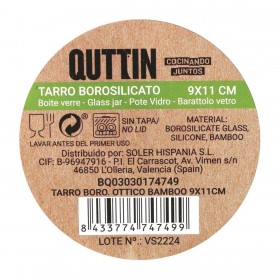 QUTTIN
COCINANDO
JUNTOS
TARRO BOROSILICATO 9X11 CM
Boite verre - Glass jar - Pote Vidro - Barattolo vetro
SIN TAPA/
NO LID
MATERIAL:
BOROSILICATE GLASS,
SILICONE, BAMBOO
LAVAR ANTES DEL PRIMER USO
Distribuido por: SOLER HISPANIA S.L.
CIF: B-96947916 - P.I. El Carrascot, Av. Vimen s/n
46850 L'Olleria, Valencia (Spain)
BQ03030174749
TARRO BORO. OTTICO BAMBOO 9X11CM
8 433774 747499
LOTE Nº.: VS2224